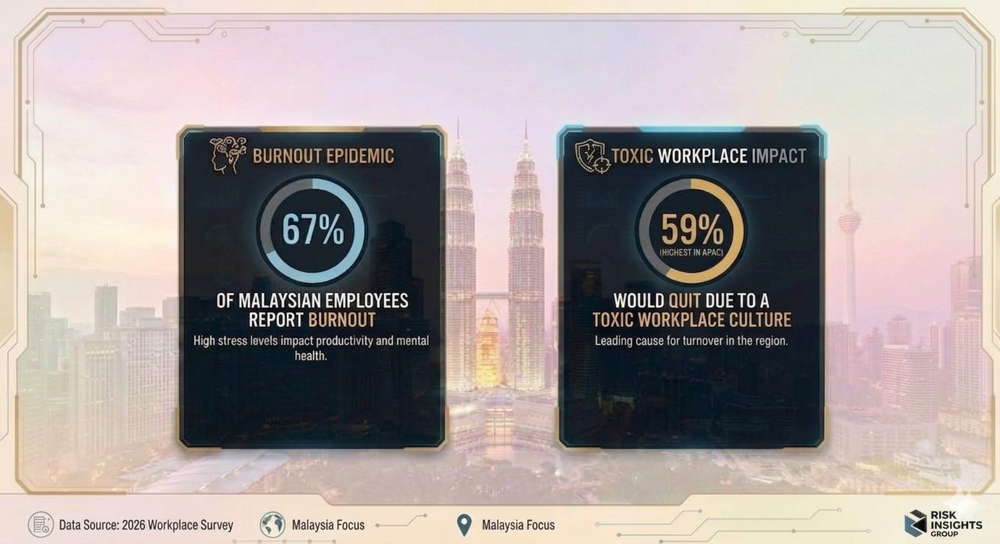 BURNOUT EPIDEMIC
67%
OF MALAYSIAN EMPLOYEES
REPORT BURNOUT
High stress levels impact productivity and mental
health.
TOXIC WORKPLACE IMPACT
59%
(HIGHEST IN APAC)
WOULD QUIT DUE TO A
TOXIC WORKPLACE CULTURE
Leading cause for turnover in the region.
Data Source: 2026 Workplace Survey
Malaysia Focus
Malaysia Focus
RISK
INSIGHTS
GROUP